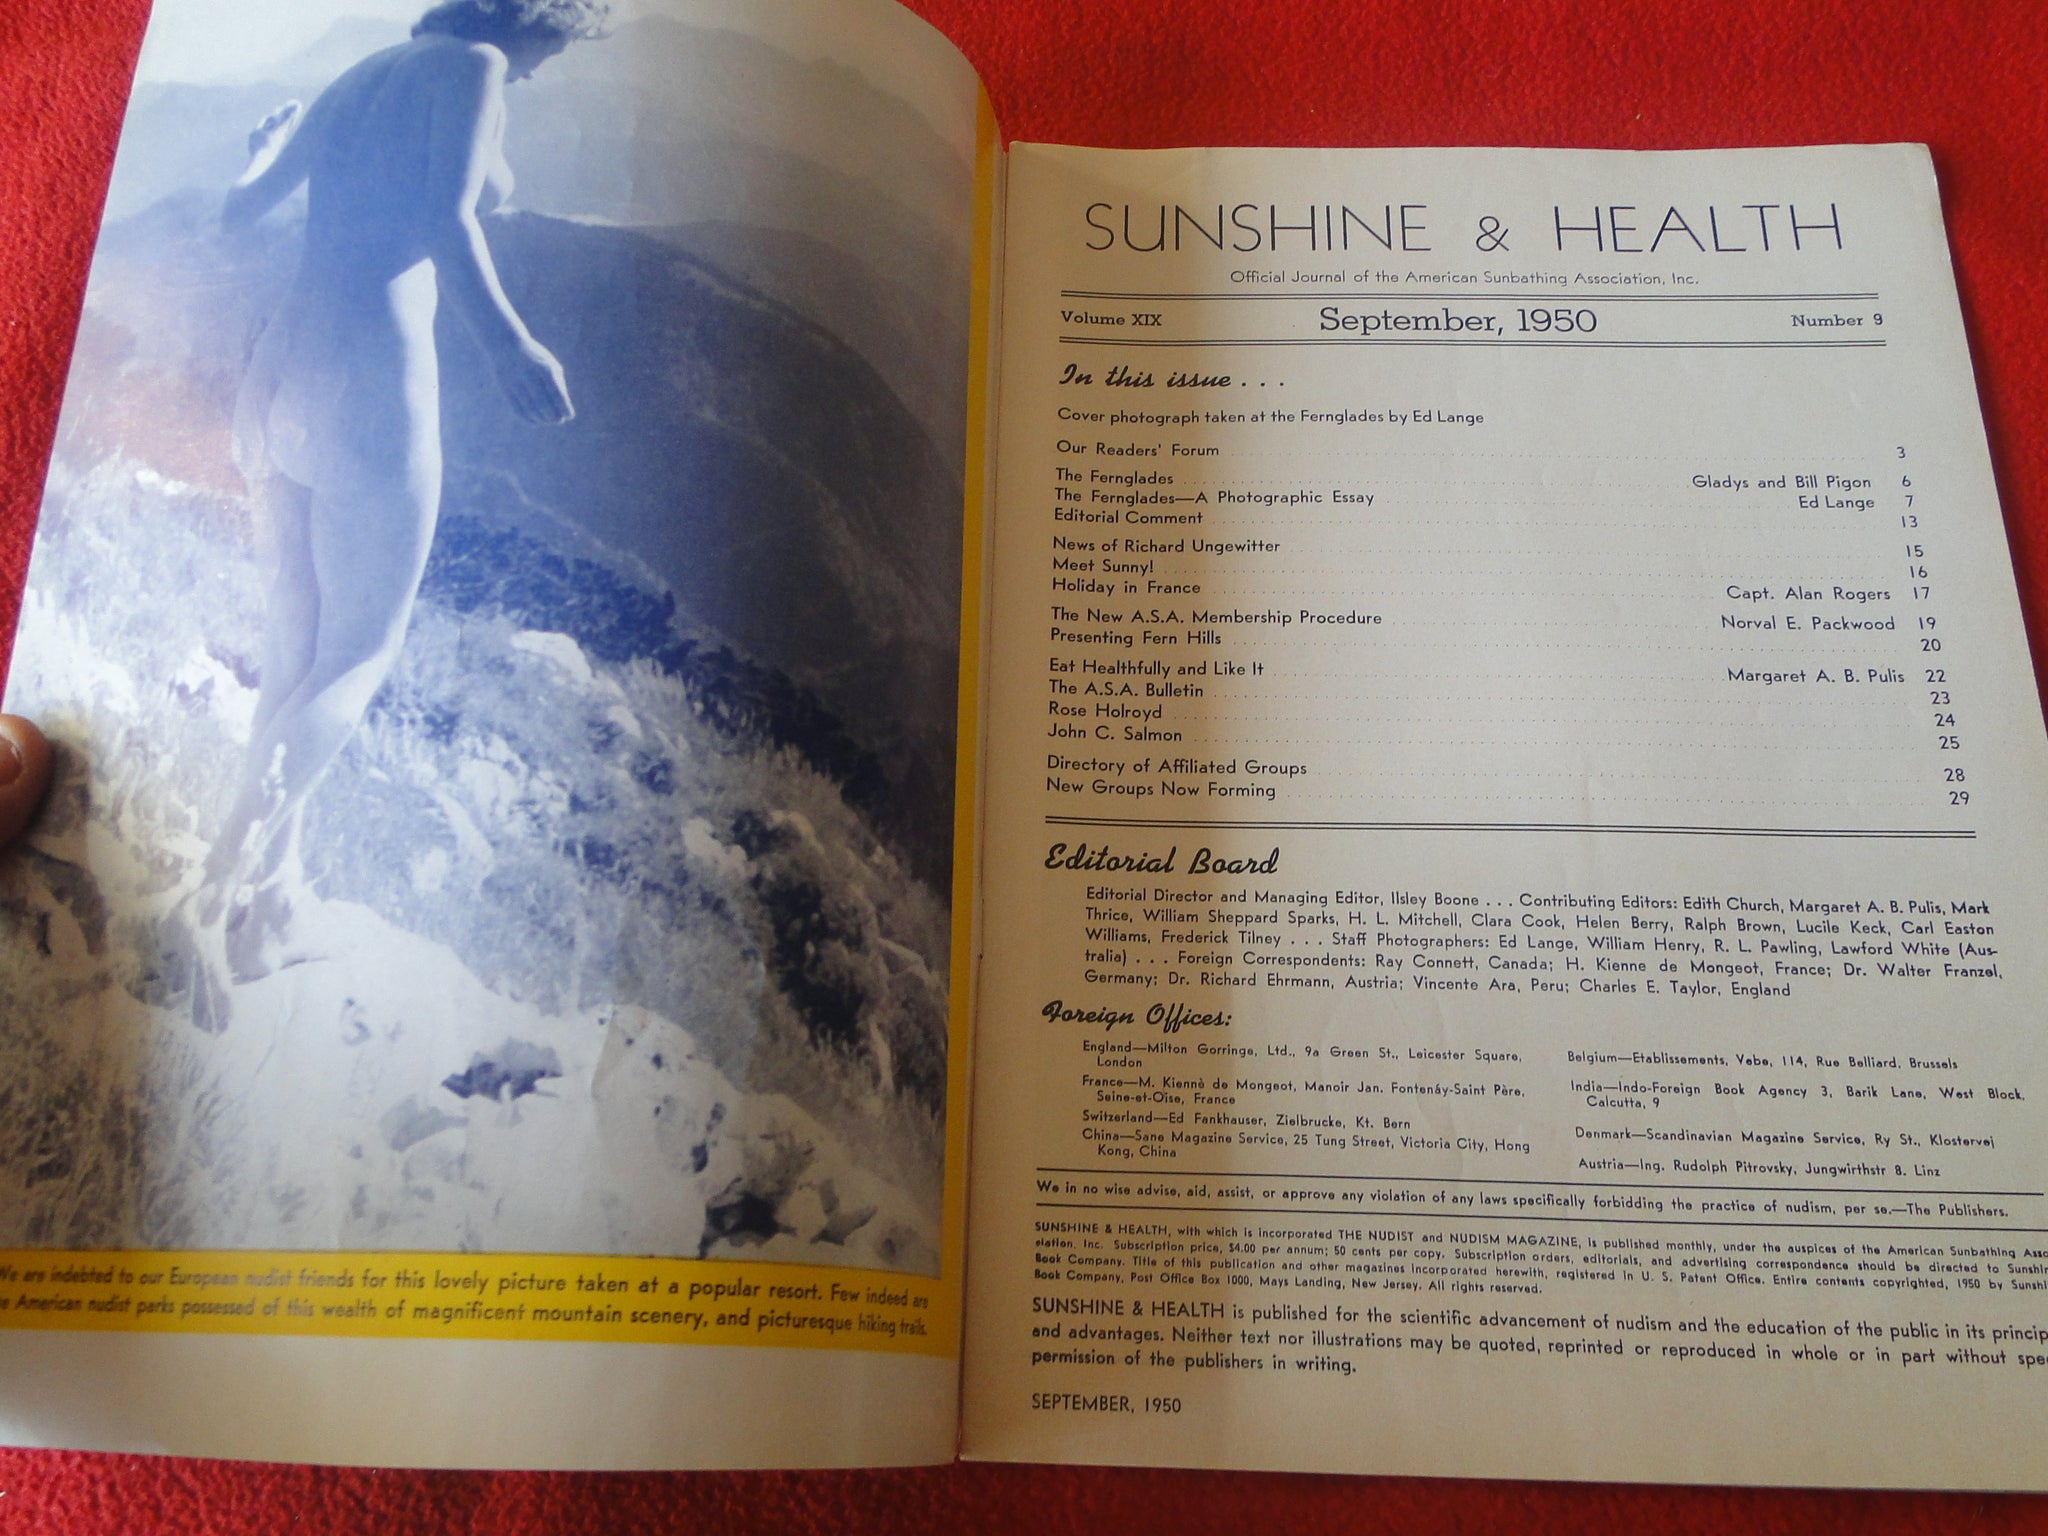 We are indebted to our European nudist friends for this lovely picture taken at a popular resort. Few indeed are
American nudist parks possessed of this wealth of magnificent mountain scenery, and picturesque hiking trails.
SUNSHINE & HEALTH
Official Journal of the American Sunbathing Association, Inc.
Volume XIX September, 1950 Number 9
In this issue . . .
Cover photograph taken at the Fernglades by Ed Lange
Our Readers' Forum 3
The Fernglades Gladys and Bill Pigon 6
The Fernglades—A Photographic Essay Ed Lange 7
Editorial Comment 13
News of Richard Ungewitter 15
Meet Sunny! 16
Holiday in France Capt. Alan Rogers 17
The New A.S.A. Membership Procedure Norval E. Packwood 19
Presenting Fern Hills 20
Eat Healthfully and Like It Margaret A. B. Pulis 22
The A.S.A. Bulletin 23
Rose Holroyd 24
John C. Salmon 25
Directory of Affiliated Groups 28
New Groups Now Forming 29
Editorial Board
Editorial Director and Managing Editor, Ilsley Boone . . . Contributing Editors: Edith Church, Margaret A. B. Pulis, Mark
Thrice, William Sheppard Sparks, H. L. Mitchell, Clara Cook, Helen Berry, Ralph Brown, Lucile Keck, Carl Easton
Williams, Frederick Tilney . . . Staff Photographers: Ed Lange, William Henry, R. L. Pawling, Lawford White (Aus-
tralia) . . . Foreign Correspondents: Ray Connett, Canada; H. Kienne de Mongeot, France; Dr. Walter Franzel,
Germany; Dr. Richard Ehrmann, Austria; Vincente Ara, Peru; Charles E. Taylor, England
Foreign Offices:
England—Milton Gorringe, Ltd., 9a Green St., Leicester Square,
London
France—M. Kiennè de Mongeot, Manoir Jan. Fontenáy-Saint Père,
Seine-et-Oise, France
Switzerland—Ed Fankhauser, Zielbrucke, Kt. Bern
China—Sane Magazine Service, 25 Tung Street, Victoria City, Hong
Kong, China
Belgium—Etablissements, Vebe, 114, Rue Belliard, Brussels
India—Indo-Foreign Book Agency 3, Barik Lane, West Block,
Calcutta, 9
Denmark—Scandinavian Magazine Service, Ry St., Klostervej
Austria—Ing. Rudolph Pitrovsky, Jungwirthstr 8. Linz
We in no wise advise, aid, assist, or approve any violation of any laws specifically forbidding the practice of nudism, per se.—The Publishers.
SUNSHINE & HEALTH, with which is incorporated THE NUDIST and NUDISM MAGAZINE, is published monthly, under the auspices of the American Sunbathing Asso-
ciation, Inc. Subscription price, $4.00 per annum; 50 cents per copy. Subscription orders, editorials, and advertising correspondence should be directed to Sunshin
Book Company. Title of this publication and other magazines incorporated herewith, registered in U. S. Patent Office. Entire contents copyrighted, 1950 by Sunshi
Book Company, Post Office Box 1000, Mays Landing, New Jersey. All rights reserved.
SUNSHINE & HEALTH is published for the scientific advancement of nudism and the education of the public in its princip
and advantages. Neither text nor illustrations may be quoted, reprinted or reproduced in whole or in part without spe
permission of the publishers in writing.
SEPTEMBER, 1950